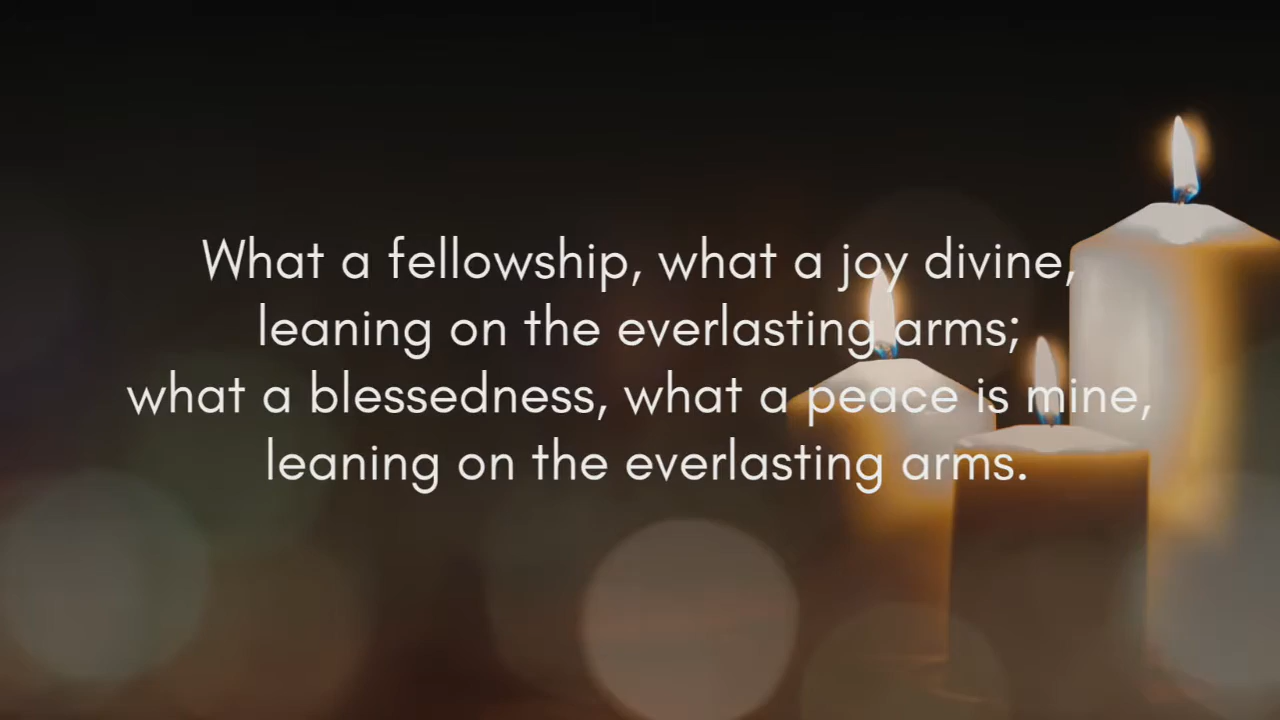 What a fellowship, what a joy divine,
leaning on the everlasting arms;
what a blessedness, what a peace is mine,
leaning on the everlasting arms.